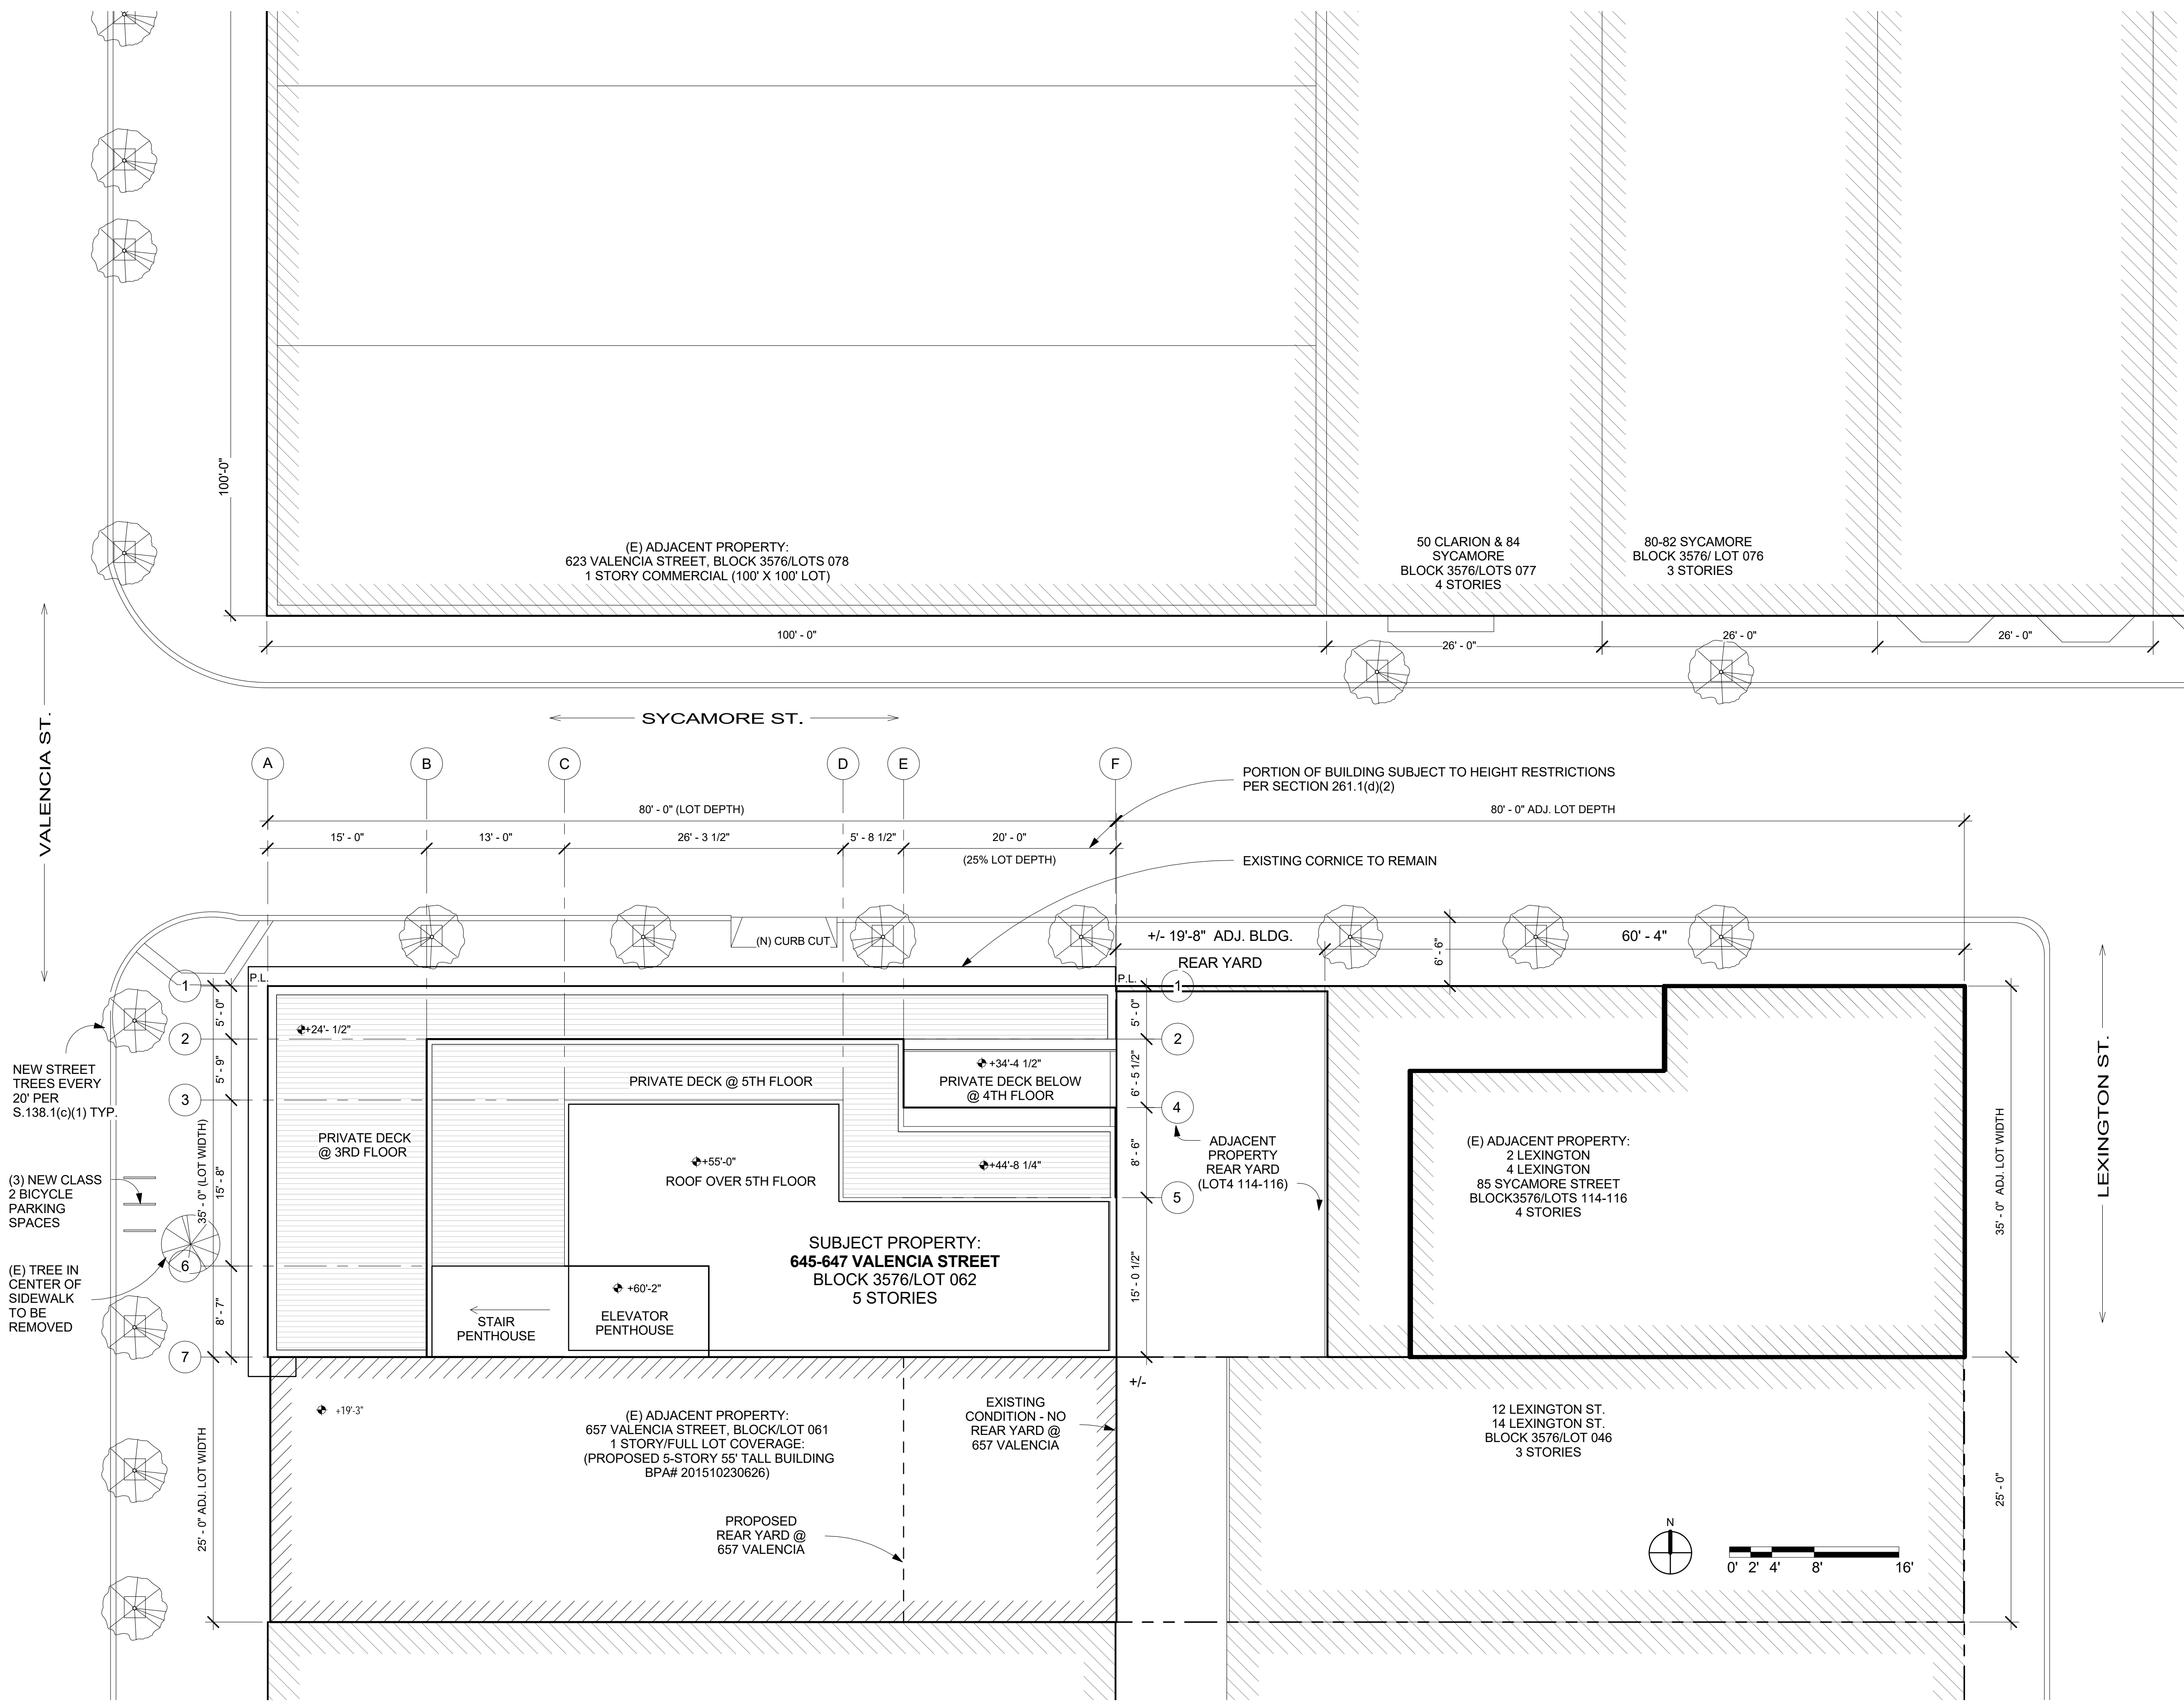 100'-0"
(E) ADJACENT PROPERTY:
623 VALENCIA STREET, BLOCK 3576/LOTS 078
1 STORY COMMERCIAL (100' X 100' LOT)
50 CLARION & 84
SYCAMORE
BLOCK 3576/LOTS 077
4 STORIES
80-82 SYCAMORE
BLOCK 3576/ LOT 076
3 STORIES
100' - 0"
26' - 0"
26' - 0"
26' - 0"
VALENCIA ST.
SYCAMORE ST.
A
B
C
D
E
F
PORTION OF BUILDING SUBJECT TO HEIGHT RESTRICTIONS
PER SECTION 261.1(d)(2)
80' - 0" (LOT DEPTH)
80' - 0" ADJ. LOT DEPTH
15' - 0"
13' - 0"
26' - 3 1/2"
5' - 8 1/2"
20' - 0"
(25% LOT DEPTH)
EXISTING CORNICE TO REMAIN
(N) CURB CUT
+/- 19'-8" ADJ. BLDG.
REAR YARD
6' - 6"
60' - 4"
P.L.
P.L.
1
1
5' - 0"
5' - 0"
+24'- 1/2"
2
2
NEW STREET
TREES EVERY
20' PER
S.138.1(c)(1) TYP.
5' - 9"
PRIVATE DECK @ 5TH FLOOR
+34'-4 1/2"
PRIVATE DECK BELOW
@ 4TH FLOOR
6' - 5 1/2"
3
4
PRIVATE DECK
@ 3RD FLOOR
35' - 0" (LOT WIDTH)
15' - 8"
+55'-0"
ROOF OVER 5TH FLOOR
+44'-8 1/4"
8' - 6"
ADJACENT
PROPERTY
REAR YARD
(LOT4 114-116)
5
(E) ADJACENT PROPERTY:
2 LEXINGTON
4 LEXINGTON
85 SYCAMORE STREET
BLOCK3576/LOTS 114-116
4 STORIES
35' - 0" ADJ. LOT WIDTH
LEXINGTON ST.
(3) NEW CLASS
2 BICYCLE
PARKING
SPACES
SUBJECT PROPERTY:
645-647 VALENCIA STREET
BLOCK 3576/LOT 062
5 STORIES
15' - 0 1/2"
6
(E) TREE IN
CENTER OF
SIDEWALK
TO BE
REMOVED
8' - 7"
+60'-2"
STAIR
PENTHOUSE
ELEVATOR
PENTHOUSE
7
+/-
+19'-3"
(E) ADJACENT PROPERTY:
657 VALENCIA STREET, BLOCK/LOT 061
1 STORY/FULL LOT COVERAGE:
(PROPOSED 5-STORY 55' TALL BUILDING
BPA# 201510230626)
EXISTING
CONDITION - NO
REAR YARD @
657 VALENCIA
12 LEXINGTON ST.
14 LEXINGTON ST.
BLOCK 3576/LOT 046
3 STORIES
25' - 0" ADJ. LOT WIDTH
25' - 0"
PROPOSED
REAR YARD @
657 VALENCIA
N
0' 2' 4' 8' 16'